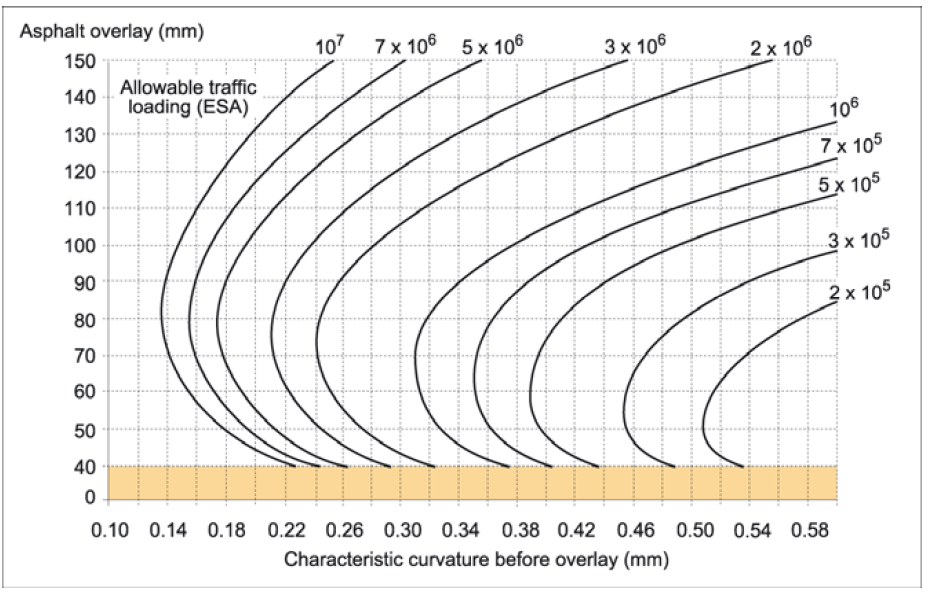 Asphalt overlay (mm)
10⁷ 7 x 10⁶ 5 x 10⁶ 3 x 10⁶ 2 x 10⁶
150
Allowable traffic
loading (ESA)
140
10⁶
130
7 x 10⁵
120
5 x 10⁵
110
100
3 x 10⁵
90
2 x 10⁵
80
70
60
50
40
0
0.10 0.14 0.18 0.22 0.26 0.30 0.34 0.38 0.42 0.46 0.50 0.54 0.58
Characteristic curvature before overlay (mm)